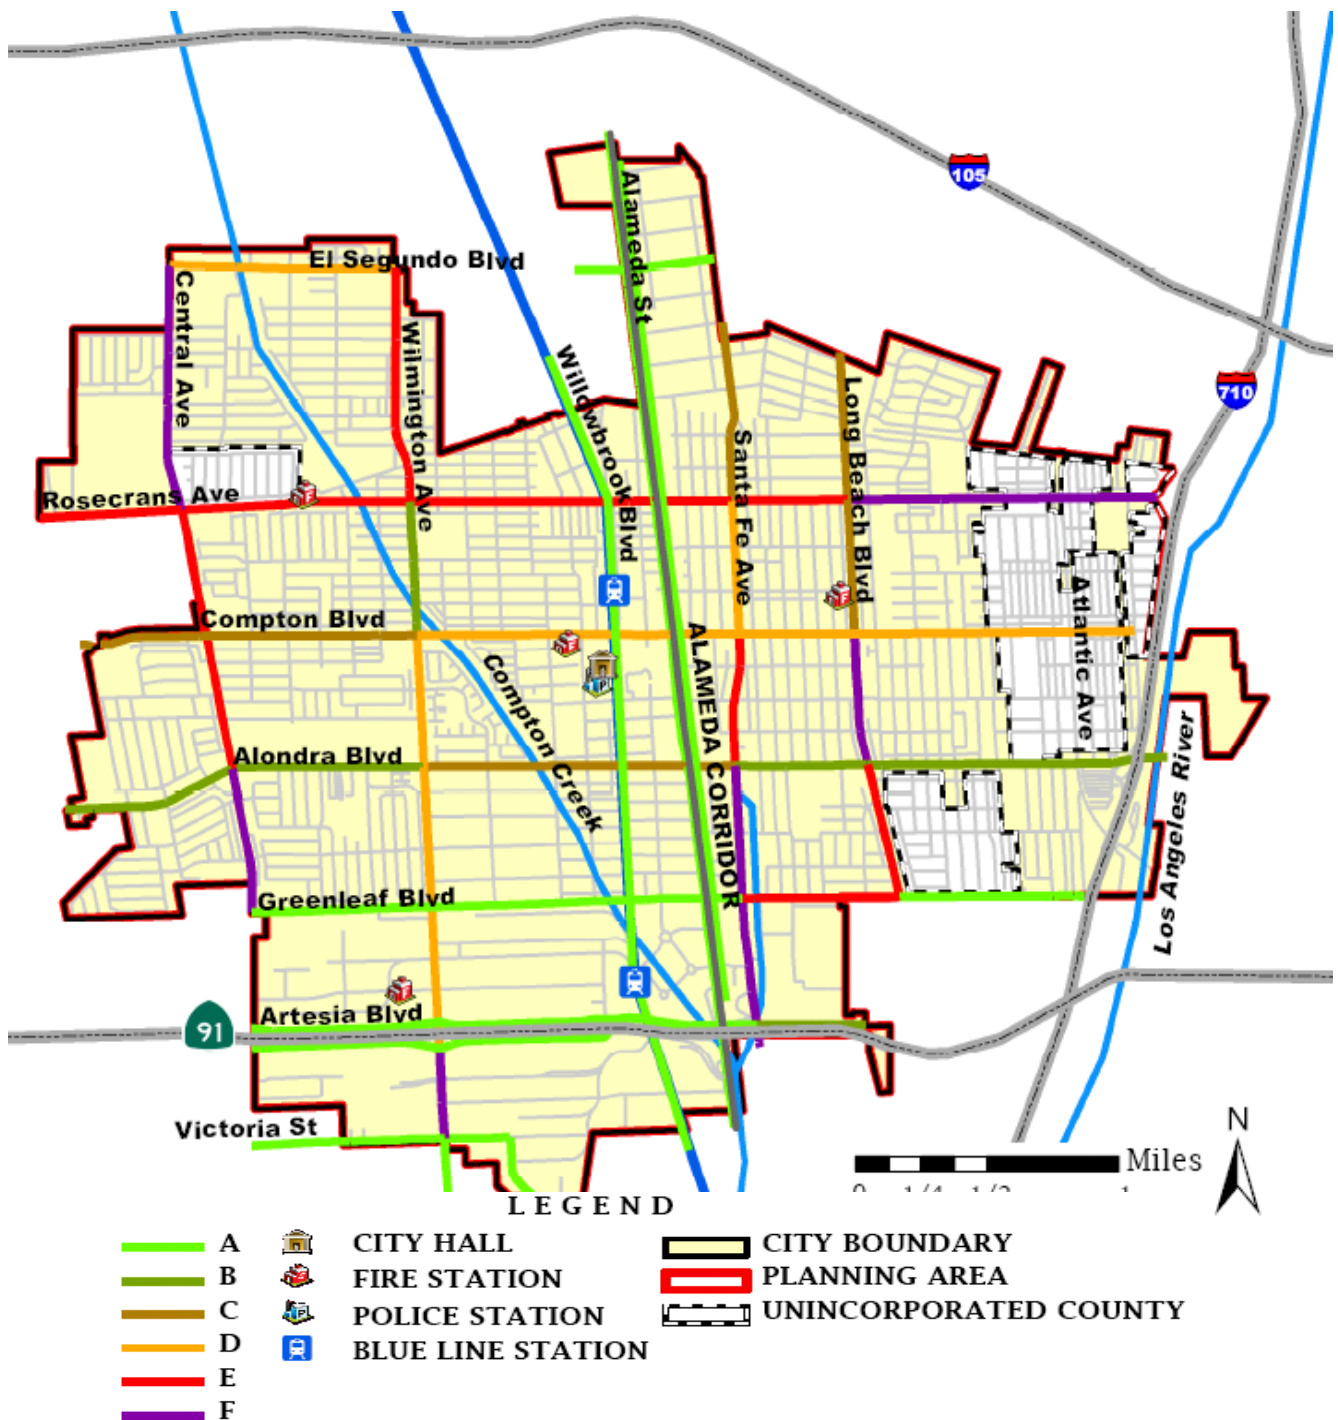 105
Alameda St
El Segundo Blvd
Central Ave
Wilmington Ave
Willowbrook Blvd
Long Beach Blvd
710
Santa Fe Ave
Rosecrans Ave
Compton Blvd
Atlantic Ave
Compton Creek
ALAMEDA CORRIDOR
Alondra Blvd
Los Angeles River
Greenleaf Blvd
Artesia Blvd
91
Victoria St
N
Miles
LEGEND
A CITY HALL CITY BOUNDARY
B FIRE STATION PLANNING AREA
C POLICE STATION UNINCORPORATED COUNTY
D BLUE LINE STATION
E
F